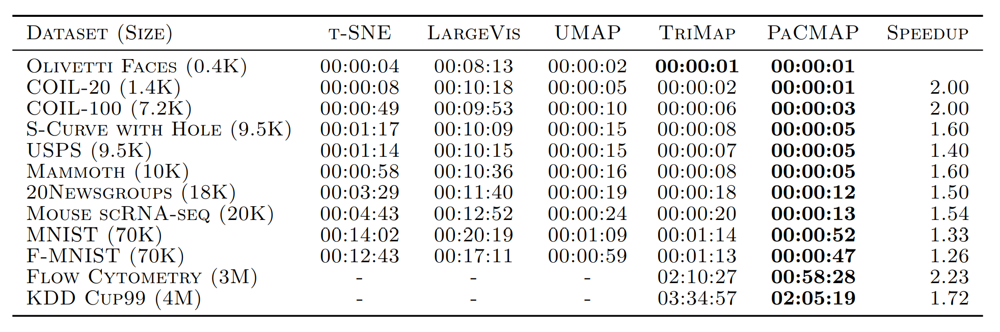 Dataset (Size) t-SNE LargeVis UMAP TriMap PaCMAP Speedup
Olivetti Faces (0.4K) 00:00:04 00:08:13 00:00:02 00:00:01 00:00:01
COIL-20 (1.4K) 00:00:08 00:10:18 00:00:05 00:00:02 00:00:01 2.00
COIL-100 (7.2K) 00:00:49 00:09:53 00:00:10 00:00:06 00:00:03 2.00
S-Curve with Hole (9.5K) 00:01:17 00:10:09 00:00:15 00:00:08 00:00:05 1.60
USPS (9.5K) 00:01:14 00:10:15 00:00:15 00:00:07 00:00:05 1.40
Mammoth (10K) 00:00:58 00:10:36 00:00:16 00:00:08 00:00:05 1.60
20Newsgroups (18K) 00:03:29 00:11:40 00:00:19 00:00:18 00:00:12 1.50
Mouse scRNA-seq (20K) 00:04:43 00:12:52 00:00:24 00:00:20 00:00:13 1.54
MNIST (70K) 00:14:02 00:20:19 00:01:09 00:01:14 00:00:52 1.33
F-MNIST (70K) 00:12:43 00:17:11 00:00:59 00:01:13 00:00:47 1.26
Flow Cytometry (3M) - - - 02:10:27 00:58:28 2.23
KDD Cup99 (4M) - - - 03:34:57 02:05:19 1.72